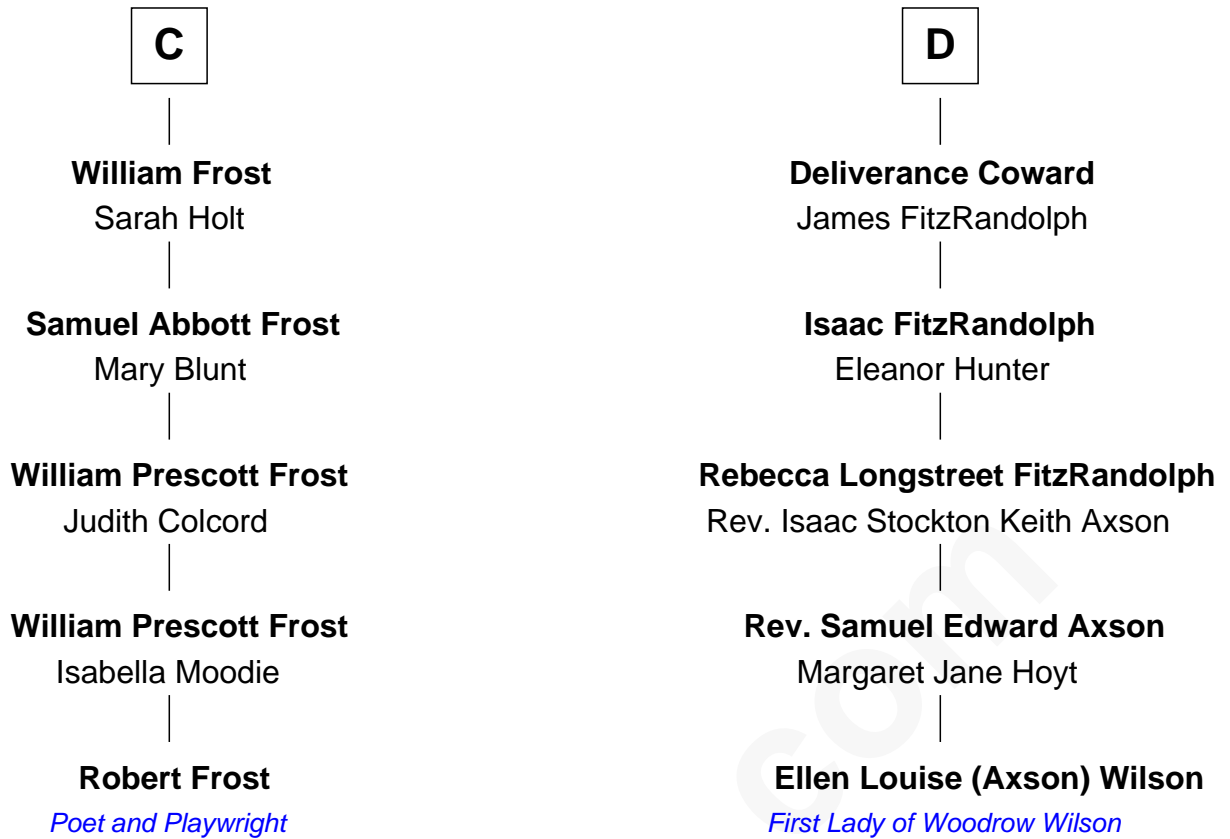 C
William Frost
Sarah Holt
Samuel Abbott Frost
Mary Blunt
William Prescott Frost
Judith Colcord
William Prescott Frost
Isabella Moodie
Robert Frost
Poet and Playwright
D
Deliverance Coward
James FitzRandolph
Isaac FitzRandolph
Eleanor Hunter
Rebecca Longstreet FitzRandolph
Rev. Isaac Stockton Keith Axson
Rev. Samuel Edward Axson
Margaret Jane Hoyt
Ellen Louise (Axson) Wilson
First Lady of Woodrow Wilson
com